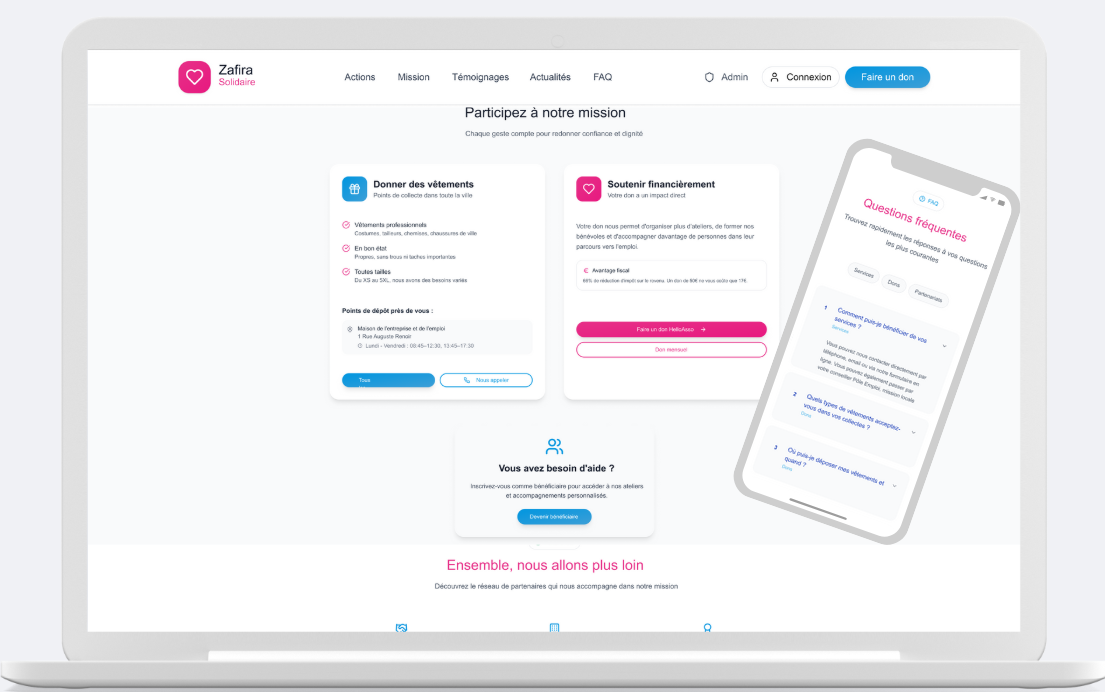 Zafira
Solidaire
Actions Mission Témoignages Actualités FAQ
Admin
Connexion
Faire un don
Participez à notre mission
Chaque geste compte pour redonner confiance et dignité
Donner des vêtements
Points de collecte dans toute la ville
Vêtements professionnels
Costumes, tailleurs, chemises, chaussures de ville
En bon état
Propres, sans trous ni taches importantes
Toutes tailles
Du XS au 5XL, nous avons des besoins variés
Points de dépôt près de vous :
Maison de l'entreprise et de l'emploi
1 Rue Auguste Renoir
Lundi - Vendredi : 08:45–12:30, 13:45–17:30
Tous
Nous appeler
Soutenir financièrement
Votre don a un impact direct
Votre don nous permet d'organiser plus d'ateliers, de former nos
bénévoles et d'accompagner davantage de personnes dans leur
parcours vers l'emploi.
Avantage fiscal
66% de réduction d'impôt sur le revenu. Un don de 50€ ne vous coûte que 17€.
Faire un don HelloAsso
Don mensuel
Vous avez besoin d'aide ?
Inscrivez-vous comme bénéficiaire pour accéder à nos ateliers
et accompagnements personnalisés.
Devenir bénéficiaire
Ensemble, nous allons plus loin
Découvrez le réseau de partenaires qui nous accompagne dans notre mission
FAQ
Questions fréquentes
Trouvez rapidement les réponses à vos questions
les plus courantes
Services
Dons
Partenariats
1 Comment puis-je bénéficier de vos
services ?
Services
Vous pouvez nous contacter directement par
téléphone, email ou via notre formulaire en
ligne. Vous pouvez également passer par
votre conseiller Pôle Emploi, mission locale
2 Quels types de vêtements acceptez-
vous dans vos collectes ?
Dons
3 Où puis-je déposer mes vêtements et
quand ?
Dons